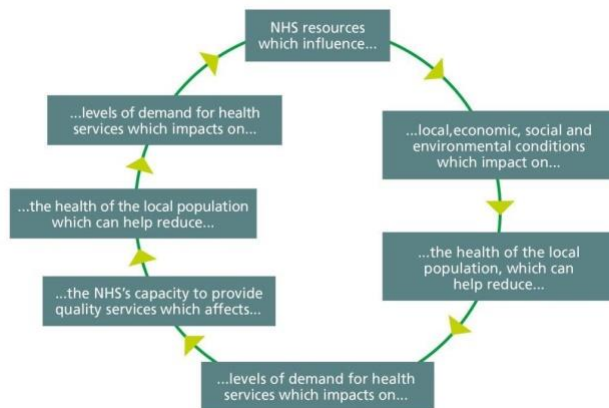 NHS resources
which influence...
...local,economic, social and
environmental conditions
which impact on...
...the health of the local
population, which can
help reduce...
...levels of demand for health
services which impacts on...
...the NHS's capacity to provide
quality services which affects...
...the health of the local population
which can help reduce...
...levels of demand for health
services which impacts on...